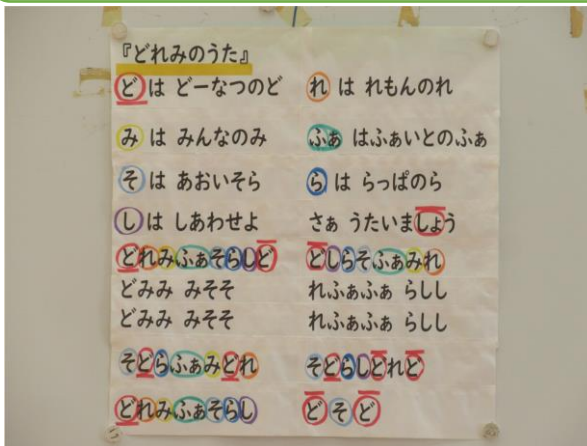 『どれみのうた』
どは どーなつのど れ は れもんのれ
み は みんなのみ ふぁ はふぁいとのふぁ
そ は あおいそら ら は らっぱのら
し は しあわせよ さぁ うたいましょう
どれみふぁそらしど どしらそふぁみれ
どみみ みそそ れふぁふぁ らしし
どみみ みそそ れふぁふぁ らしし
そどらふぁみどれ そどらしどれど
どれみふぁそらし どそど